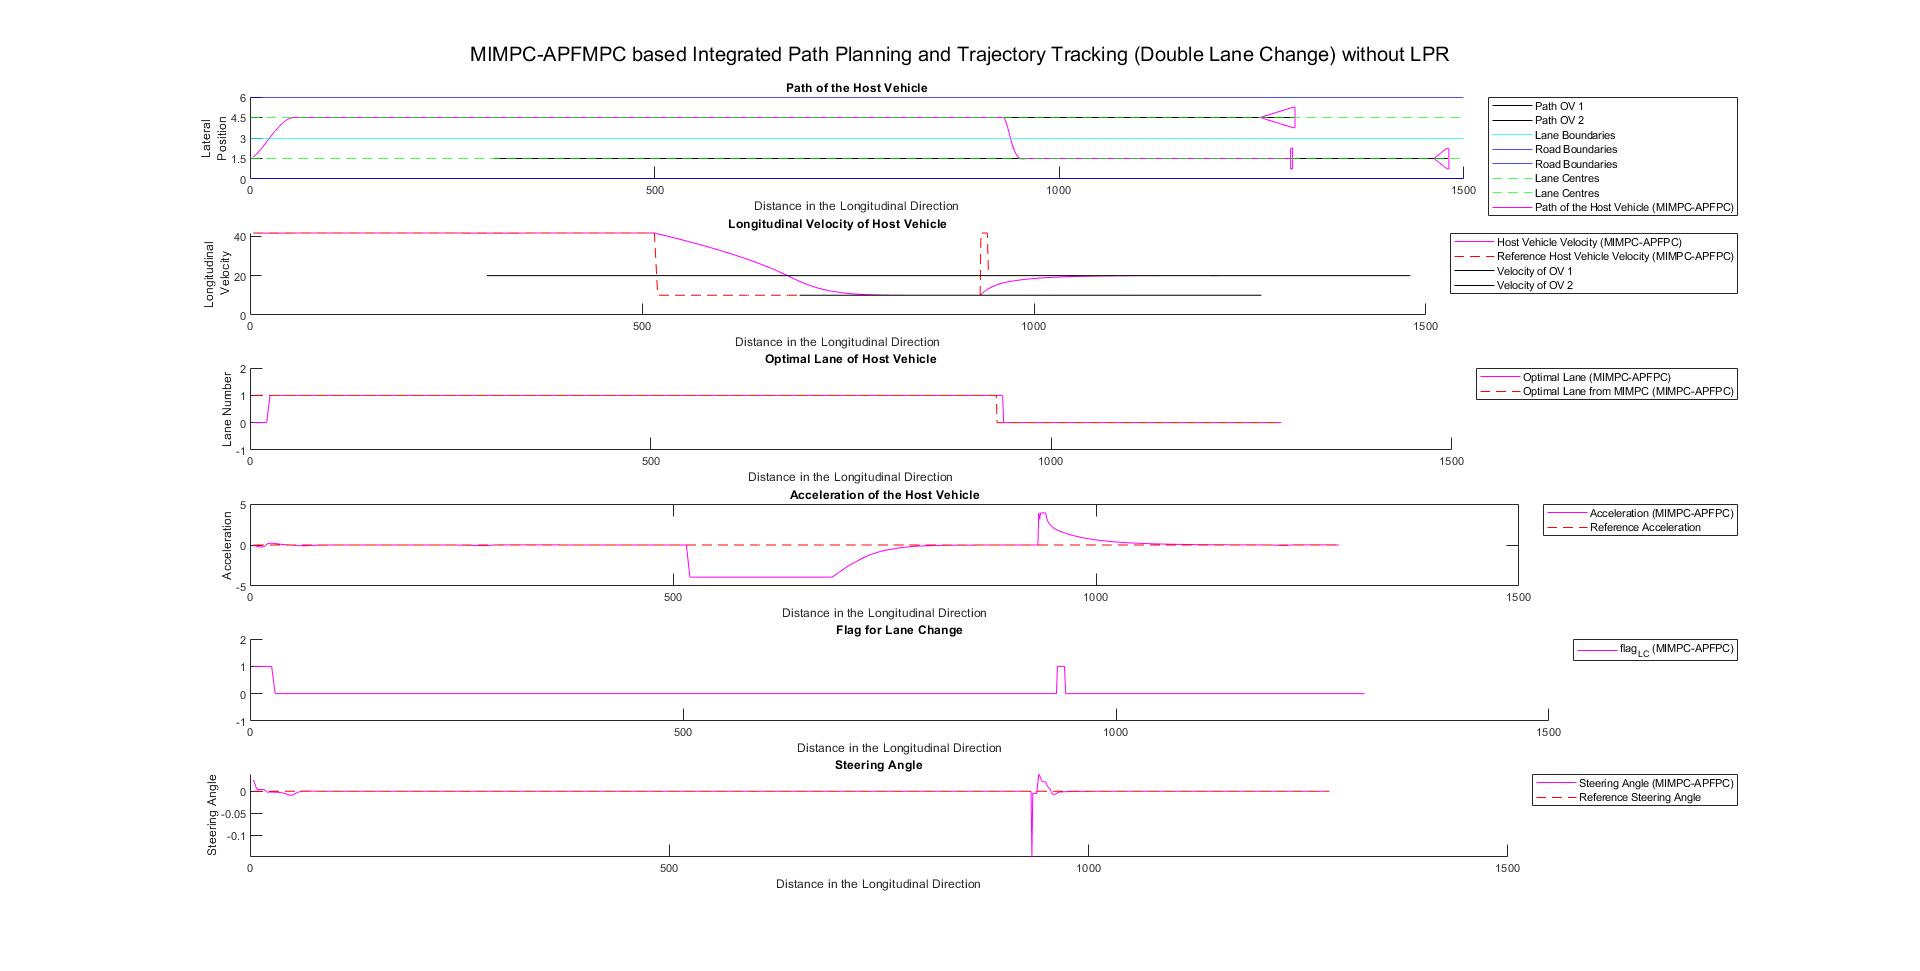 MIMPC-APFMPC based Integrated Path Planning and Trajectory Tracking (Double Lane Change) without LPR
Path of the Host Vehicle
Lateral
Position
6
4.5
3
1.5
0
0
500
1000
1500
Distance in the Longitudinal Direction
Path OV 1
Path OV 2
Lane Boundaries
Road Boundaries
Road Boundaries
Lane Centres
Lane Centres
Path of the Host Vehicle (MIMPC-APFPC)
Longitudinal Velocity of Host Vehicle
Longitudinal
Velocity
40
20
0
0
500
1000
1500
Distance in the Longitudinal Direction
Host Vehicle Velocity (MIMPC-APFPC)
Reference Host Vehicle Velocity (MIMPC-APFPC)
Velocity of OV 1
Velocity of OV 2
Optimal Lane of Host Vehicle
Lane Number
2
1
0
-1
0
500
1000
1500
Distance in the Longitudinal Direction
Optimal Lane (MIMPC-APFPC)
Optimal Lane from MIMPC (MIMPC-APFPC)
Acceleration of the Host Vehicle
Acceleration
5
0
-5
0
500
1000
1500
Distance in the Longitudinal Direction
Acceleration (MIMPC-APFPC)
Reference Acceleration
Flag for Lane Change
2
1
0
-1
0
500
1000
1500
Distance in the Longitudinal Direction
flagLC (MIMPC-APFPC)
Steering Angle
Steering Angle
0
-0.05
-0.1
0
500
1000
1500
Distance in the Longitudinal Direction
Steering Angle (MIMPC-APFPC)
Reference Steering Angle